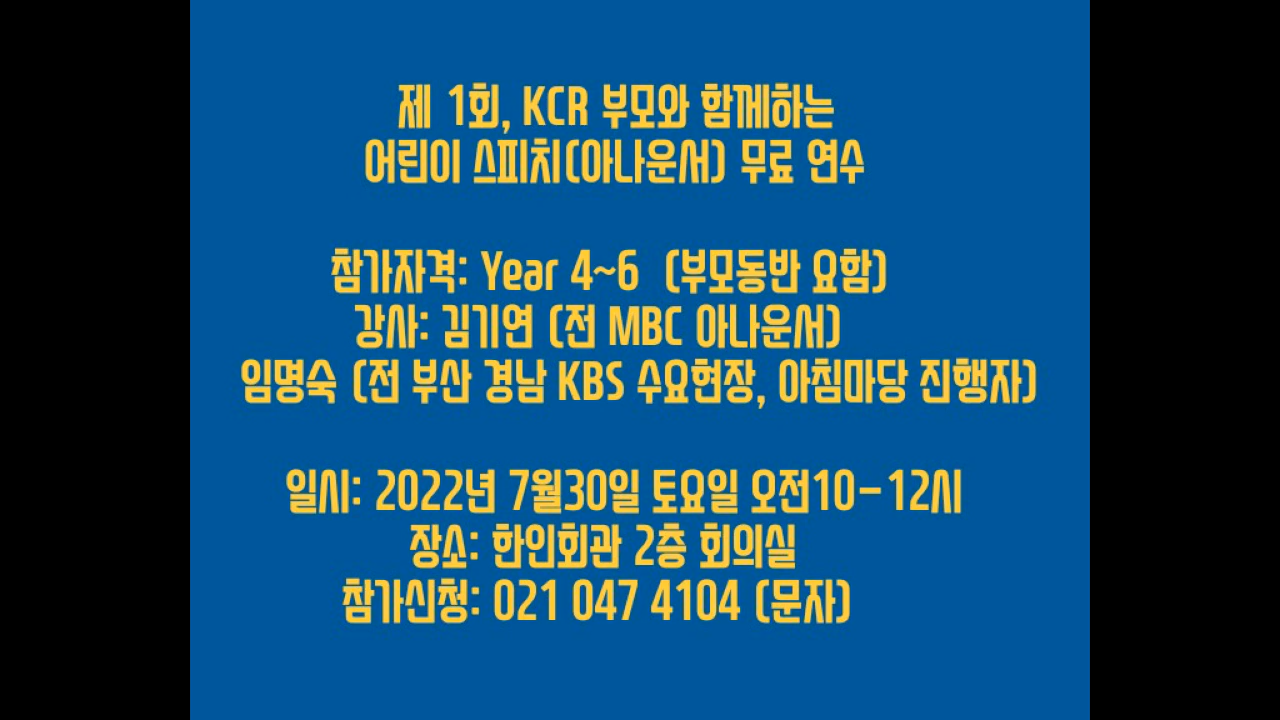 제 1회, KCR 부모와 함께하는
어린이 스피치(아나운서) 무료 연수
참가자격: Year 4~6 (부모동반 요함)
강사: 김기연 (전 MBC 아나운서)
임명숙 (전 부산 경남 KBS 수요현장, 아침마당 진행자)
일시: 2022년 7월30일 토요일 오전10-12시
장소: 한인회관 2층 회의실
참가신청: 021 047 4104 (문자)